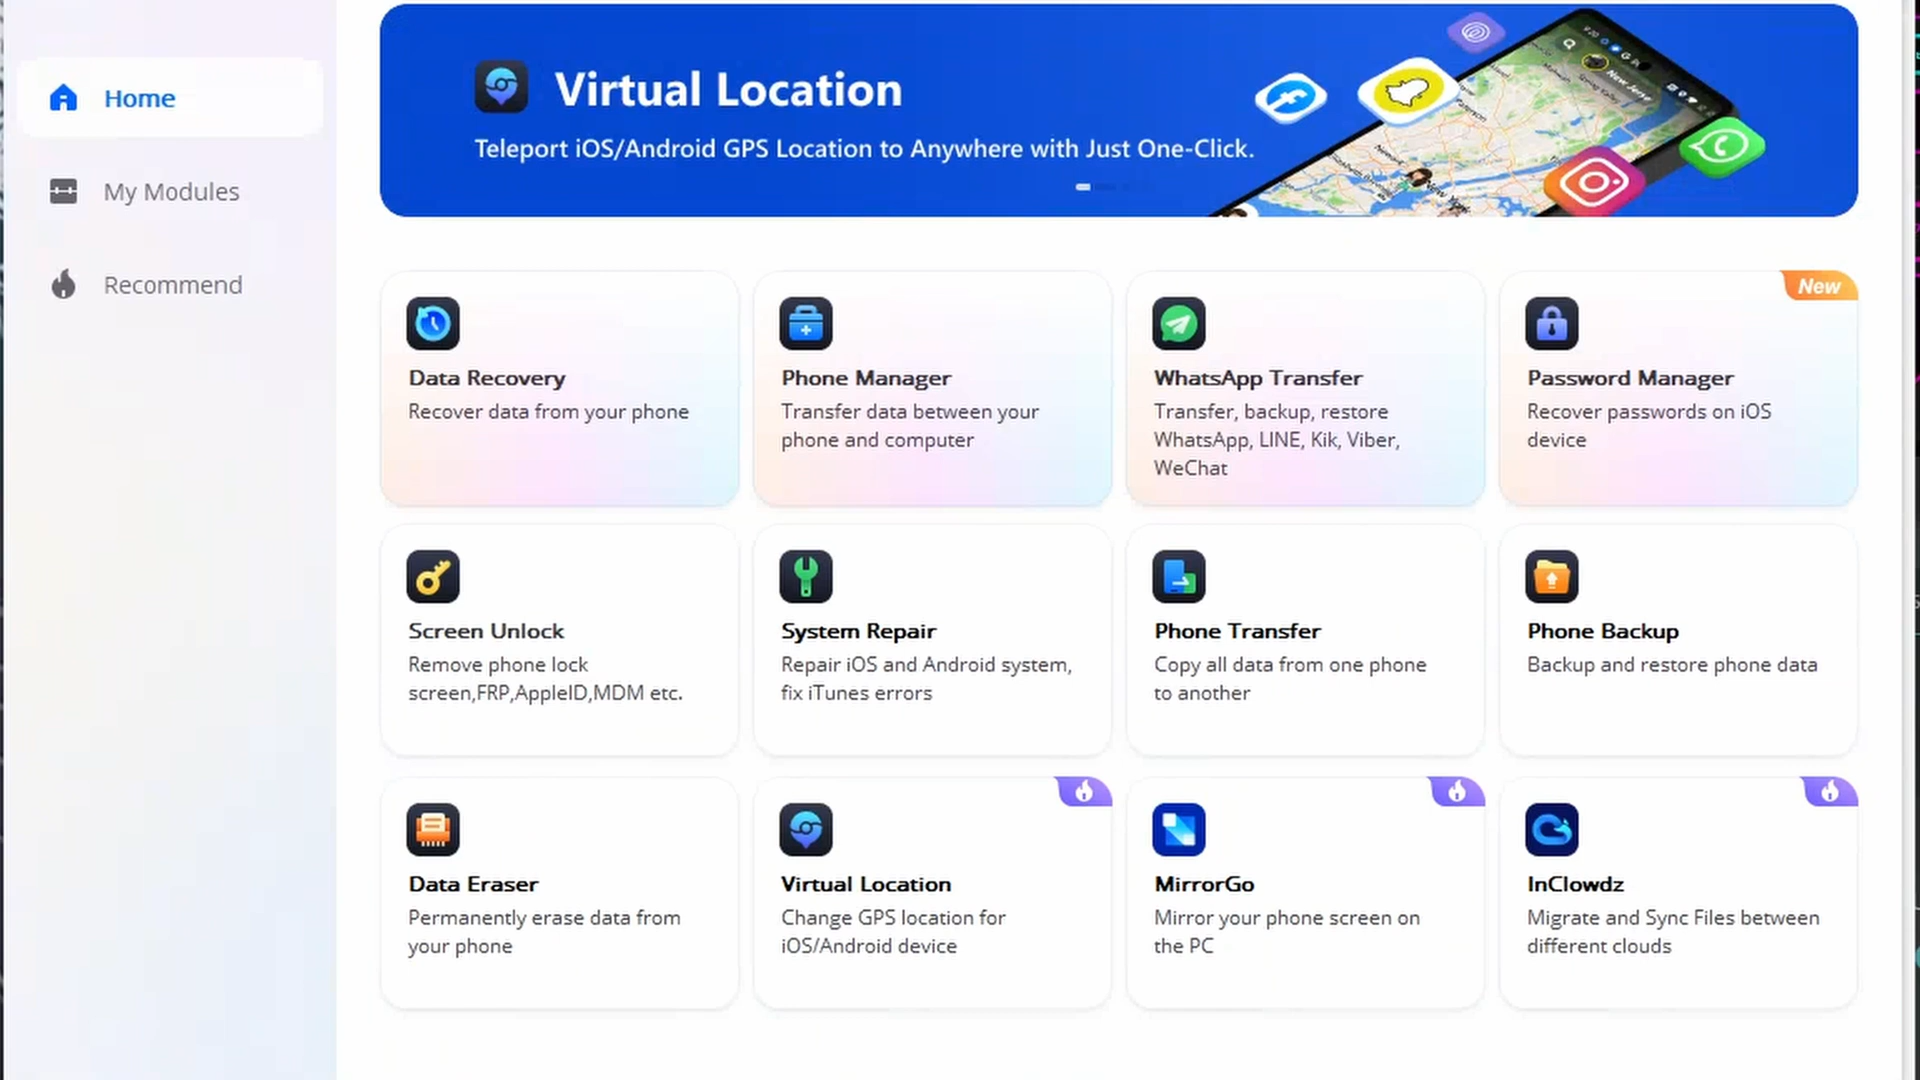 Home
My Modules
Recommend
Virtual Location
Teleport iOS/Android GPS Location to Anywhere with Just One-Click.
Data Recovery
Recover data from your phone
Phone Manager
Transfer data between your
phone and computer
WhatsApp Transfer
Transfer, backup, restore
WhatsApp, LINE, Kik, Viber,
WeChat
New
Password Manager
Recover passwords on iOS
device
Screen Unlock
Remove phone lock
screen,FRP,AppleID,MDM etc.
System Repair
Repair iOS and Android system,
fix iTunes errors
Phone Transfer
Copy all data from one phone
to another
Phone Backup
Backup and restore phone data
Data Eraser
Permanently erase data from
your phone
Virtual Location
Change GPS location for
iOS/Android device
MirrorGo
Mirror your phone screen on
the PC
InClowdz
Migrate and Sync Files between
different clouds